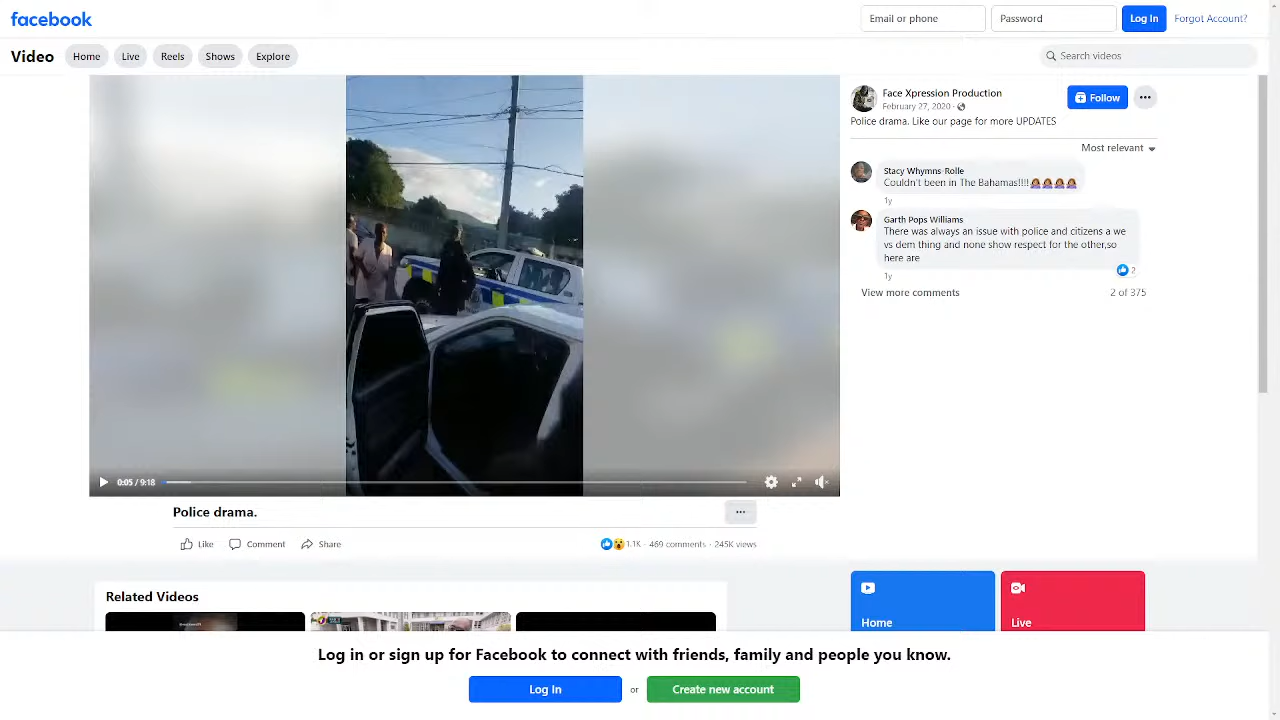 facebook
Email or phone
Password
Log In
Forgot Account?
Video
Home
Live
Reels
Shows
Explore
Search videos
Face Xpression Production
February 27, 2020 ·
Follow
Police drama. Like our page for more UPDATES
Most relevant
Stacy Whymns-Rolle
Couldn't been in The Bahamas!!!!🤦🏽‍♀️🤦🏽‍♀️🤦🏽‍♀️🤦🏽‍♀️
1y
Garth Pops Williams
There was always an issue with police and citizens a we
vs dem thing and none show respect for the other,so
here are
2
1y
View more comments
2 of 375
0:05 / 9:18
Police drama.
Like
Comment
Share
1.1K · 469 comments · 245K views
Related Videos
Home
Live
Log in or sign up for Facebook to connect with friends, family and people you know.
Log In
or
Create new account